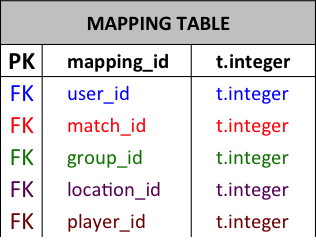 MAPPING TABLE
PK mapping_id t.integer
FK user_id t.integer
FK match_id t.integer
FK group_id t.integer
FK location_id t.integer
FK player_id t.integer